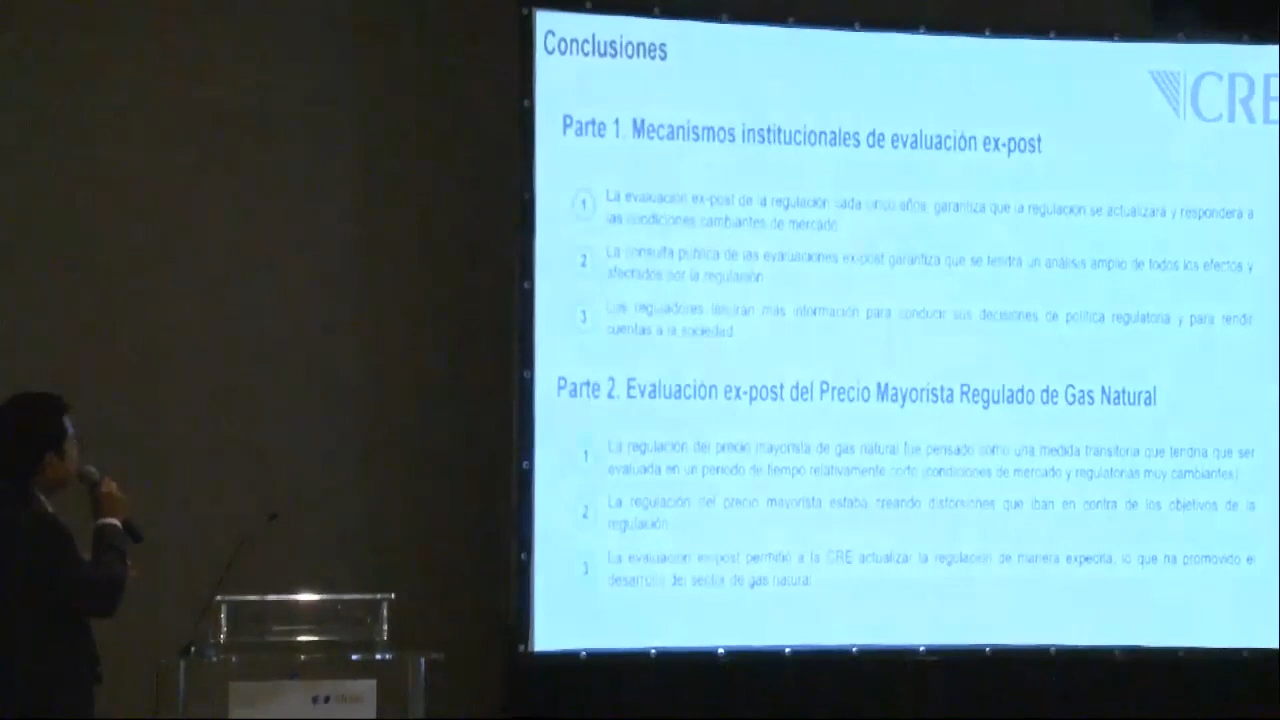 Conclusiones
CRE
Parte 1. Mecanismos institucionales de evaluación ex-post
1 La evaluación ex-post de la regulación cada cinco años, garantiza que la regulación se actualizará y responderá a
las condiciones cambiantes de mercado
2 La consulta pública de las evaluaciones ex-post garantiza que se tendrá un análisis amplio de todos los efectos y
afectados por la regulación
3 Los reguladores tendrán más información para conducir sus decisiones de política regulatoria y para rendir
cuentas a la sociedad
Parte 2. Evaluación ex-post del Precio Mayorista Regulado de Gas Natural
1 La regulación del precio mayorista de gas natural fue pensado como una medida transitoria que tendría que ser
evaluada en un periodo de tiempo relativamente corto (condiciones de mercado y regulatorias muy cambiantes)
2 La regulación del precio mayorista estaba creando distorsiones que iban en contra de los objetivos de la
regulación
3 La evaluación ex-post permitió a la CRE actualizar la regulación de manera expedita, lo que ha promovido el
desarrollo del sector de gas natural